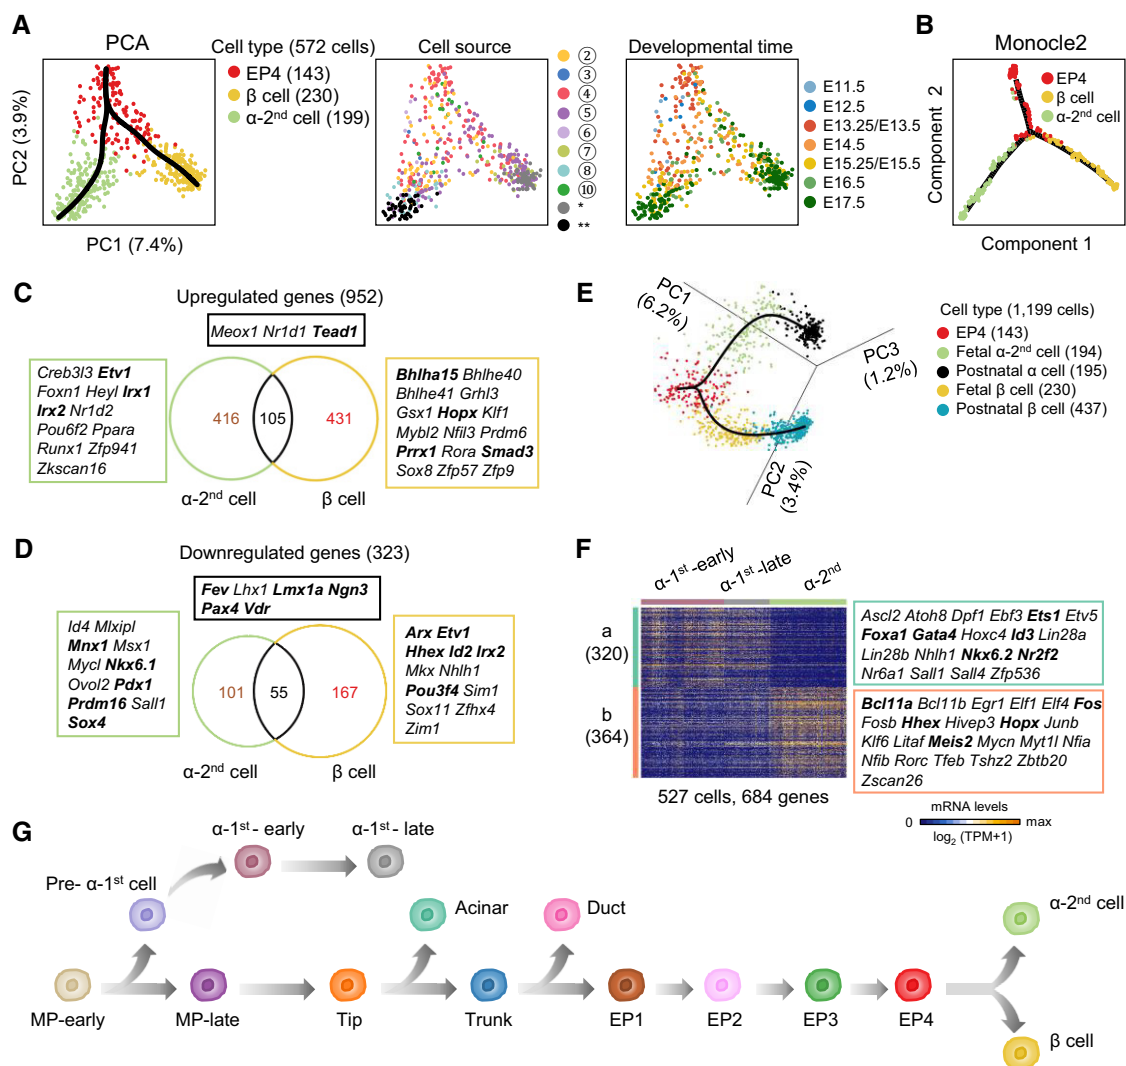 A
PCA
PC2 (3.9%)
PC1 (7.4%)
Cell type (572 cells)
EP4 (143)
β cell (230)
α-2nd cell (199)
Cell source
②
③
④
⑤
⑥
⑦
⑧
⑩
*
**
Developmental time
E11.5
E12.5
E13.25/E13.5
E14.5
E15.25/E15.5
E16.5
E17.5
B
Monocle2
EP4
β cell
α-2nd cell
Component 2
Component 1
C
Upregulated genes (952)
Meox1 Nr1d1 Tead1
Creb3l3 Etv1
Foxn1 Heyl Irx1
Irx2 Nr1d2
Pou6f2 Ppara
Runx1 Zfp941
Zkscan16
416
105
431
α-2nd cell
β cell
Bhlha15 Bhlhe40
Bhlhe41 Grhl3
Gsx1 Hopx Klf1
Mybl2 Nfil3 Prdm6
Prrx1 Rora Smad3
Sox8 Zfp57 Zfp9
D
Downregulated genes (323)
Fev Lhx1 Lmx1a Ngn3
Pax4 Vdr
Id4 Mlxipl
Mnx1 Msx1
Mycl Nkx6.1
Ovol2 Pdx1
Prdm16 Sall1
Sox4
101
55
167
α-2nd cell
β cell
Arx Etv1
Hhex Id2 Irx2
Mkx Nhlh1
Pou3f4 Sim1
Sox11 Zfhx4
Zim1
E
PC1
(6.2%)
PC3
(1.2%)
PC2
(3.4%)
Cell type (1,199 cells)
EP4 (143)
Fetal α-2nd cell (194)
Postnatal α cell (195)
Fetal β cell (230)
Postnatal β cell (437)
F
α-1st-early
α-1st-late
α-2nd
a
(320)
b
(364)
527 cells, 684 genes
Ascl2 Atoh8 Dpf1 Ebf3 Ets1 Etv5
Foxa1 Gata4 Hoxc4 Id3 Lin28a
Lin28b Nhlh1 Nkx6.2 Nr2f2
Nr6a1 Sall1 Sall4 Zfp536
Bcl11a Bcl11b Egr1 Elf1 Elf4 Fos
Fosb Hhex Hivep3 Hopx Junb
Klf6 Litaf Meis2 Mycn Myt1l Nfia
Nfib Rorc Tfeb Tshz2 Zbtb20
Zscan26
mRNA levels
0
max
log2 (TPM+1)
G
α-1st - early
α-1st - late
Pre- α-1st cell
Acinar
Duct
α-2nd cell
MP-early
MP-late
Tip
Trunk
EP1
EP2
EP3
EP4
β cell